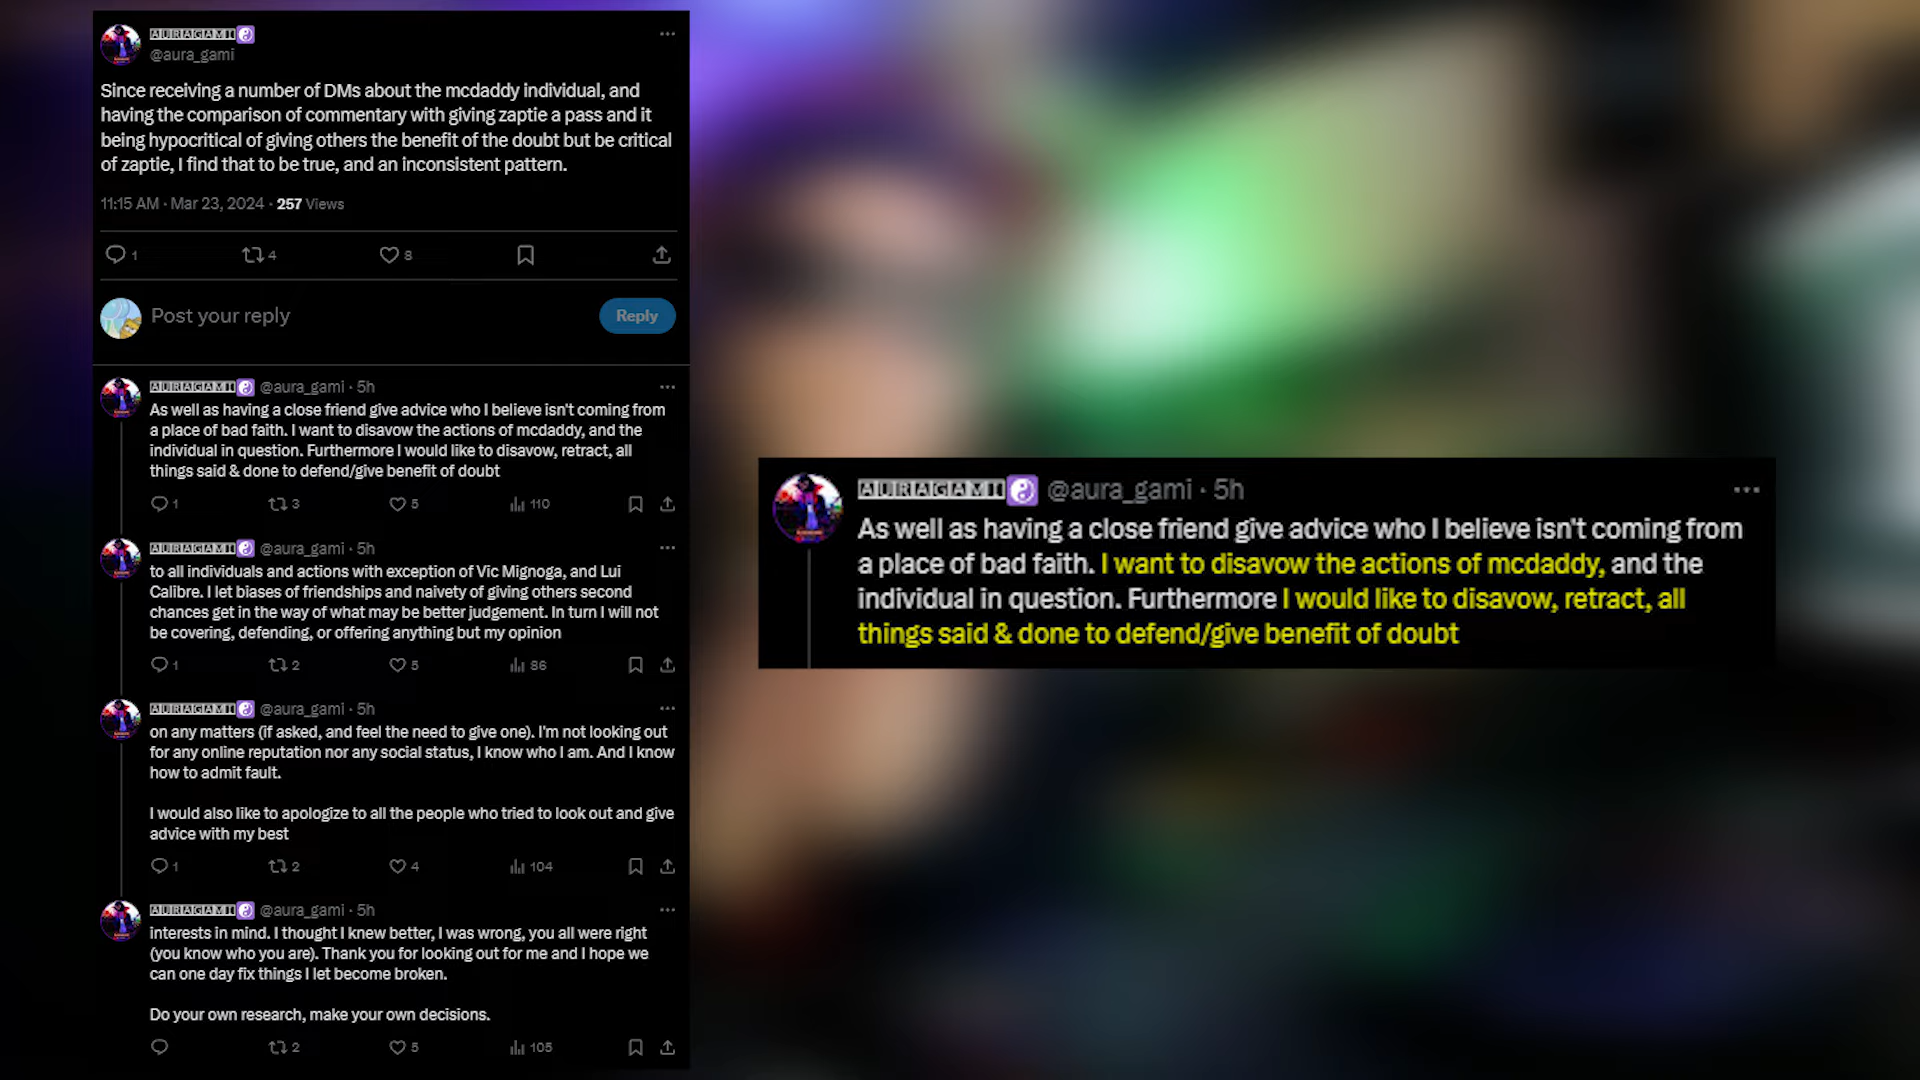 AURAGAMI
@aura_gami
Since receiving a number of DMs about the mcdaddy individual, and
having the comparison of commentary with giving zaptie a pass and it
being hypocritical of giving others the benefit of the doubt but be critical
of zaptie, I find that to be true, and an inconsistent pattern.
11:15 AM · Mar 23, 2024 · 257 Views
1 4 8
Post your reply
Reply
AURAGAMI @aura_gami · 5h
As well as having a close friend give advice who I believe isn't coming from
a place of bad faith. I want to disavow the actions of mcdaddy, and the
individual in question. Furthermore I would like to disavow, retract, all
things said & done to defend/give benefit of doubt
1 3 5 110
AURAGAMI @aura_gami · 5h
to all individuals and actions with exception of Vic Mignoga, and Lui
Calibre. I let biases of friendships and naivety of giving others second
chances get in the way of what may be better judgement. In turn I will not
be covering, defending, or offering anything but my opinion
1 2 5 86
AURAGAMI @aura_gami · 5h
on any matters (if asked, and feel the need to give one). I'm not looking out
for any online reputation nor any social status, I know who I am. And I know
how to admit fault.
I would also like to apologize to all the people who tried to look out and give
advice with my best
1 2 4 104
AURAGAMI @aura_gami · 5h
interests in mind. I thought I knew better, I was wrong, you all were right
(you know who you are). Thank you for looking out for me and I hope we
can one day fix things I let become broken.
Do your own research, make your own decisions.
2 5 105
AURAGAMI @aura_gami · 5h
As well as having a close friend give advice who I believe isn't coming from
a place of bad faith. I want to disavow the actions of mcdaddy, and the
individual in question. Furthermore I would like to disavow, retract, all
things said & done to defend/give benefit of doubt